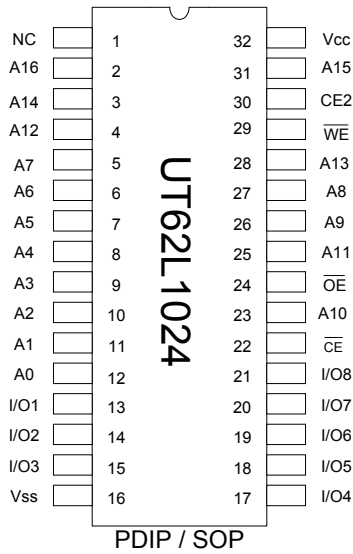 NC 1 32 Vcc
A16 2 31 A15
A14 3 30 CE2
A12 4 29 W̅E̅
A7 5 28 A13
A6 6 27 A8
A5 7 26 A9
A4 8 25 A11
A3 9 24 O̅E̅
A2 10 23 A10
A1 11 22 C̅E̅
A0 12 21 I/O8
I/O1 13 20 I/O7
I/O2 14 19 I/O6
I/O3 15 18 I/O5
Vss 16 17 I/O4
UT62L1024
PDIP / SOP